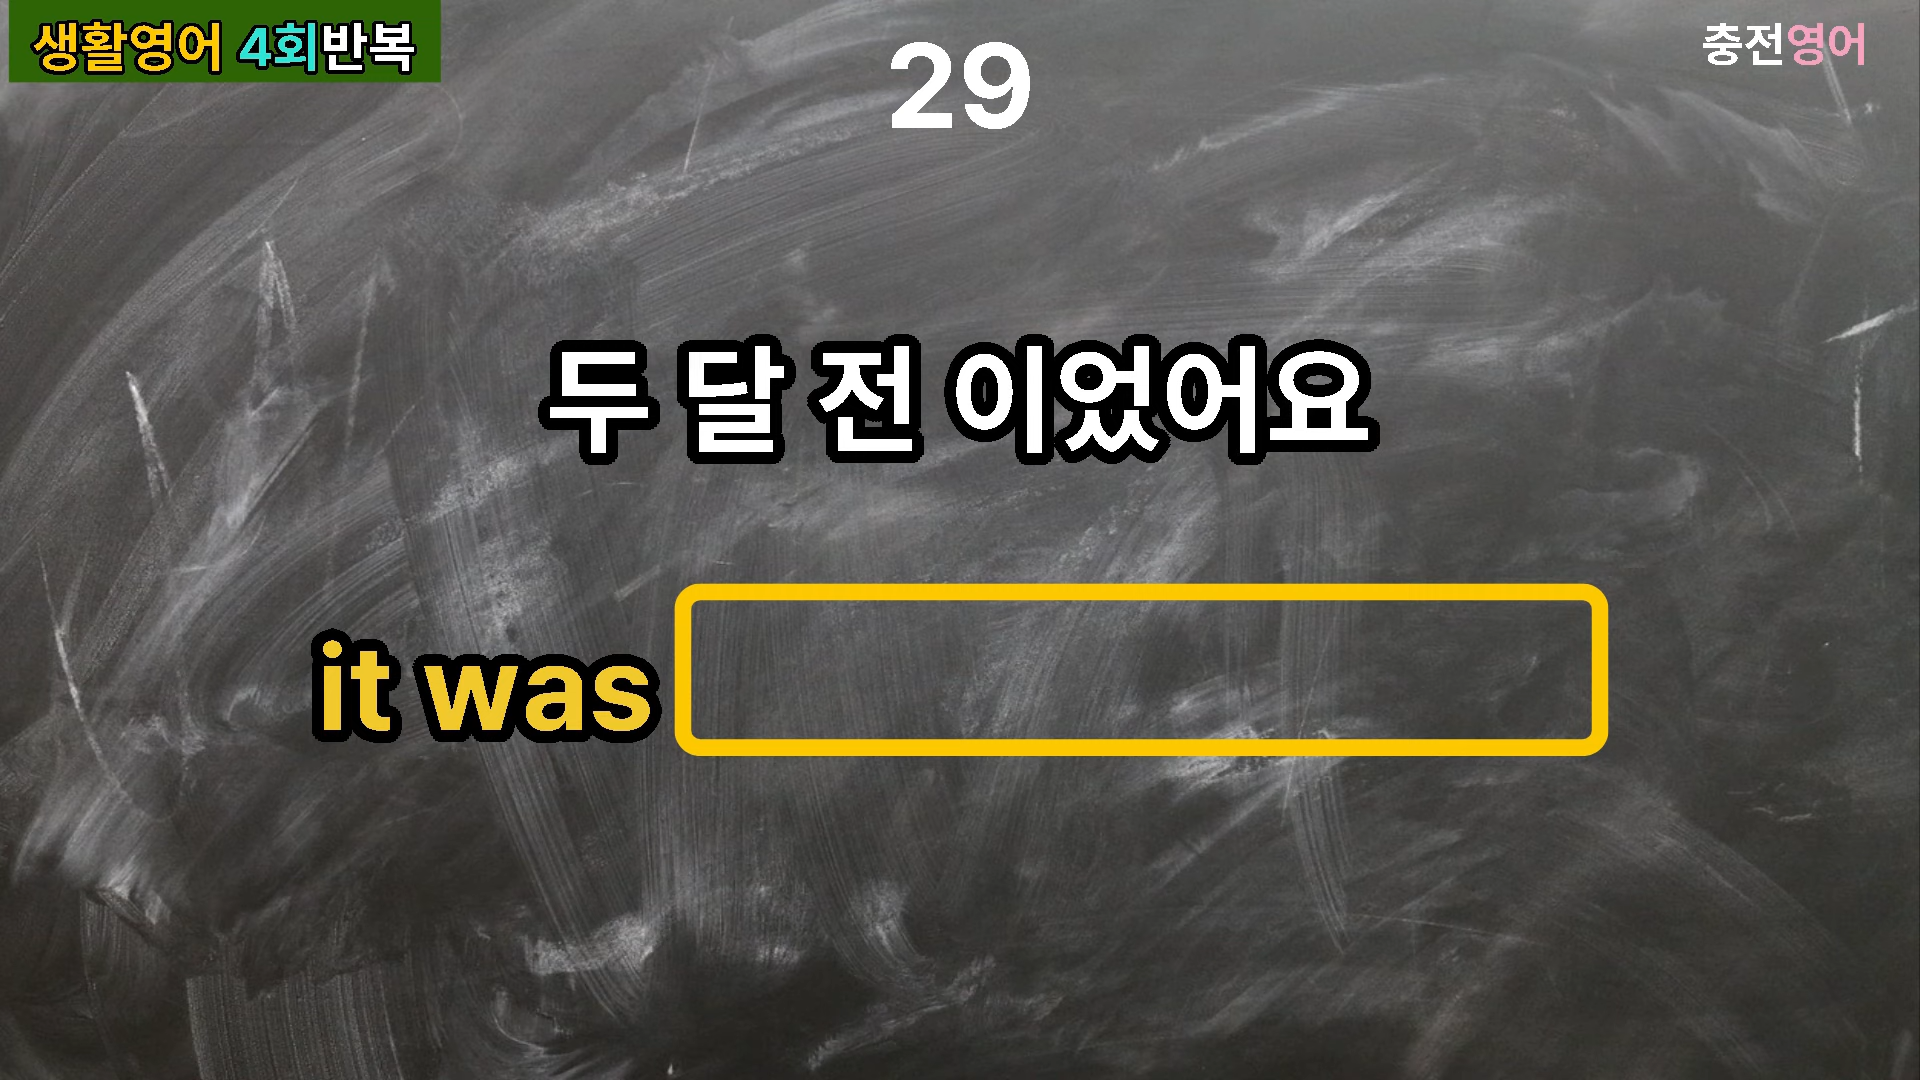 생활영어 4회반복
29
충전영어
두 달 전 이었어요
it was